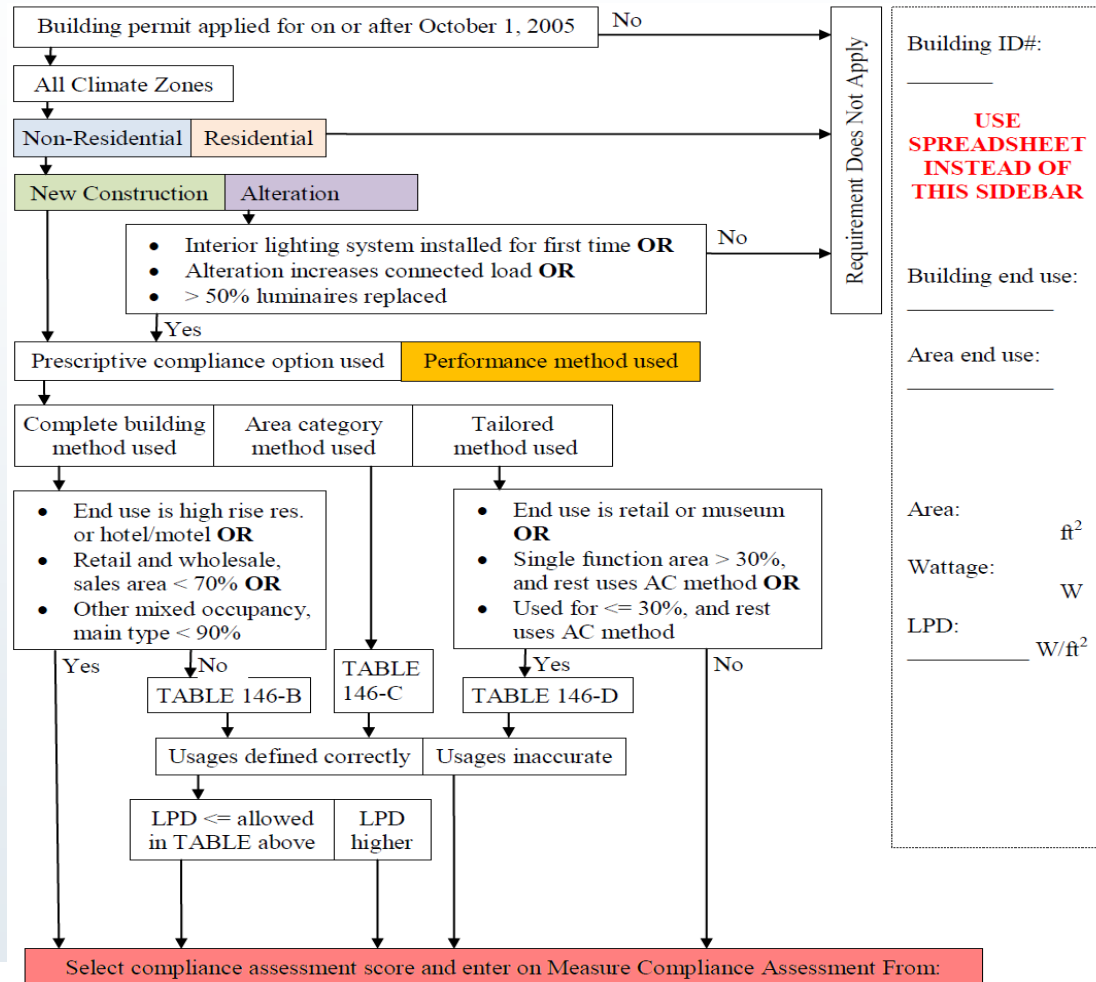 Building permit applied for on or after October 1, 2005
No
All Climate Zones
Non-Residential
Residential
New Construction
Alteration
• Interior lighting system installed for first time OR
• Alteration increases connected load OR
• > 50% luminaires replaced
No
Yes
Requirement Does Not Apply
Prescriptive compliance option used
Performance method used
Complete building
method used
Area category
method used
Tailored
method used
• End use is high rise res.
or hotel/motel OR
• Retail and wholesale,
sales area < 70% OR
• Other mixed occupancy,
main type < 90%
• End use is retail or museum
OR
• Single function area > 30%,
and rest uses AC method OR
• Used for <= 30%, and rest
uses AC method
Yes
No
Yes
No
TABLE 146-B
TABLE
146-C
TABLE 146-D
Usages defined correctly
Usages inaccurate
LPD <= allowed
in TABLE above
LPD
higher
Select compliance assessment score and enter on Measure Compliance Assessment From:
Building ID#:
USE
SPREADSHEET
INSTEAD OF
THIS SIDEBAR
Building end use:
Area end use:
Area:
ft²
Wattage:
W
LPD:
W/ft²